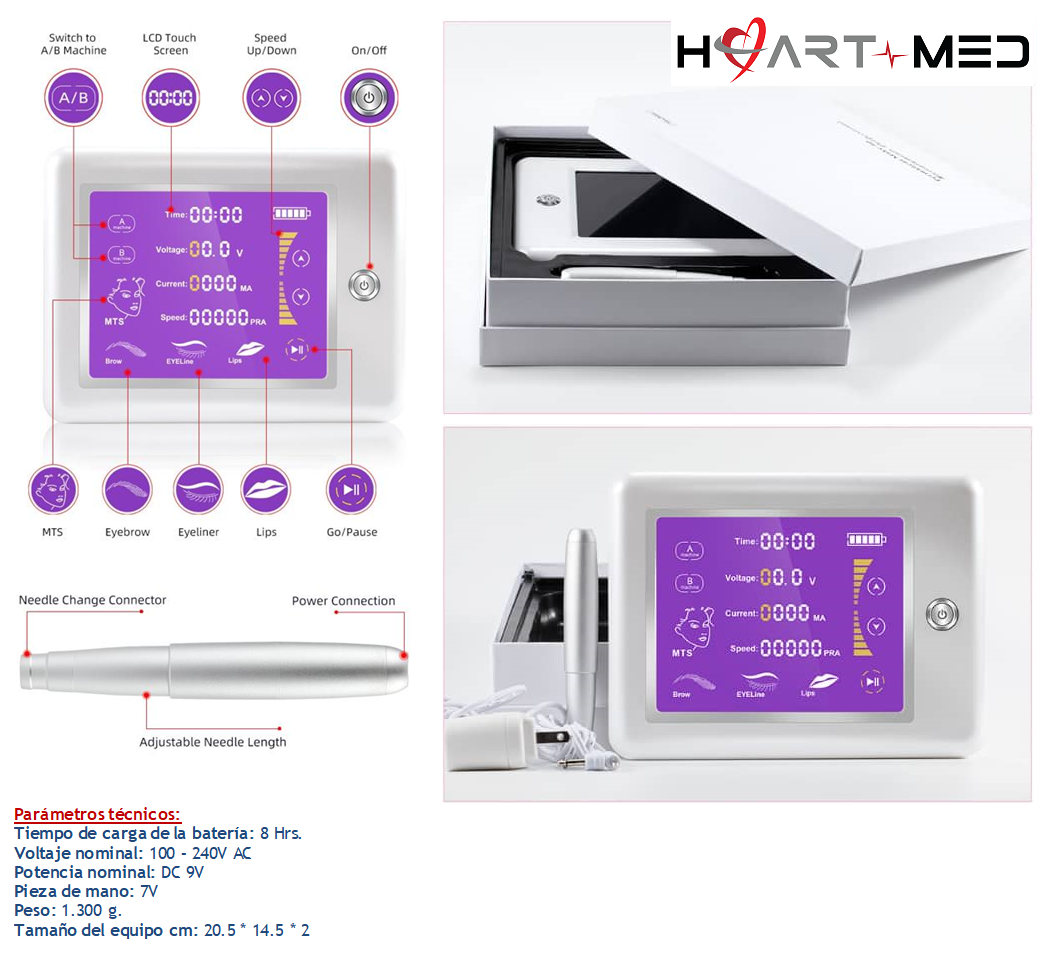 Switch to
A/B Machine
LCD Touch
Screen
Speed
Up/Down
On/Off
A/B
00:00
HEART MED
A
machine
B
machine
MTS
Time: 00:00
Voltage: 00.0 V
Current: 0000 MA
Speed: 00000 PRA
Brow
EYELine
Lips
MTS
Eyebrow
Eyeliner
Lips
Go/Pause
Needle Change Connector
Power Connection
Adjustable Needle Length
A
machine
B
machine
MTS
Time: 00:00
Voltage: 00.0 V
Current: 0000 MA
Speed: 00000 PRA
Brow
EYELine
Lips
Parámetros técnicos:
Tiempo de carga de la batería: 8 Hrs.
Voltaje nominal: 100 - 240V AC
Potencia nominal: DC 9V
Pieza de mano: 7V
Peso: 1.300 g.
Tamaño del equipo cm: 20.5 * 14.5 * 2